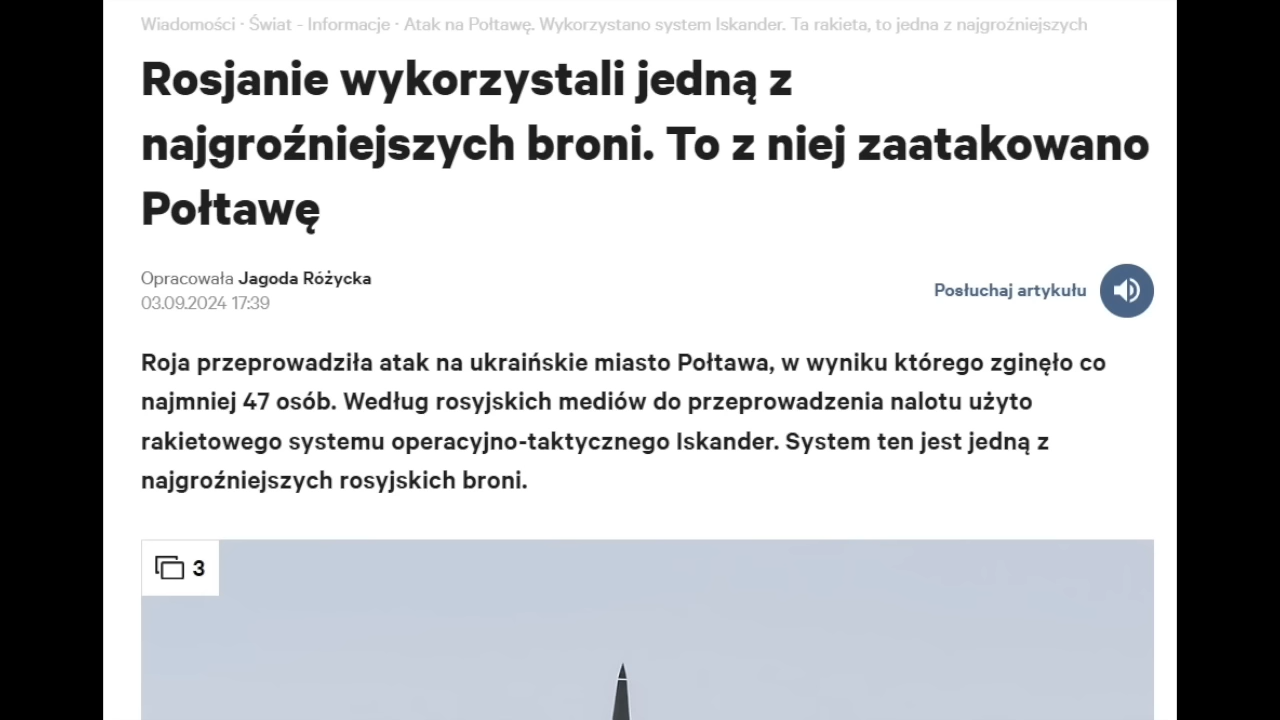 Wiadomości · Świat - Informacje · Atak na Połtawę. Wykorzystano system Iskander. Ta rakieta, to jedna z najgroźniejszych
Rosjanie wykorzystali jedną z
najgroźniejszych broni. To z niej zaatakowano
Połtawę
Opracowała Jagoda Różycka
03.09.2024 17:39
Posłuchaj artykułu
Roja przeprowadziła atak na ukraińskie miasto Połtawa, w wyniku którego zginęło co
najmniej 47 osób. Według rosyjskich mediów do przeprowadzenia nalotu użyto
rakietowego systemu operacyjno-taktycznego Iskander. System ten jest jedną z
najgroźniejszych rosyjskich broni.
3